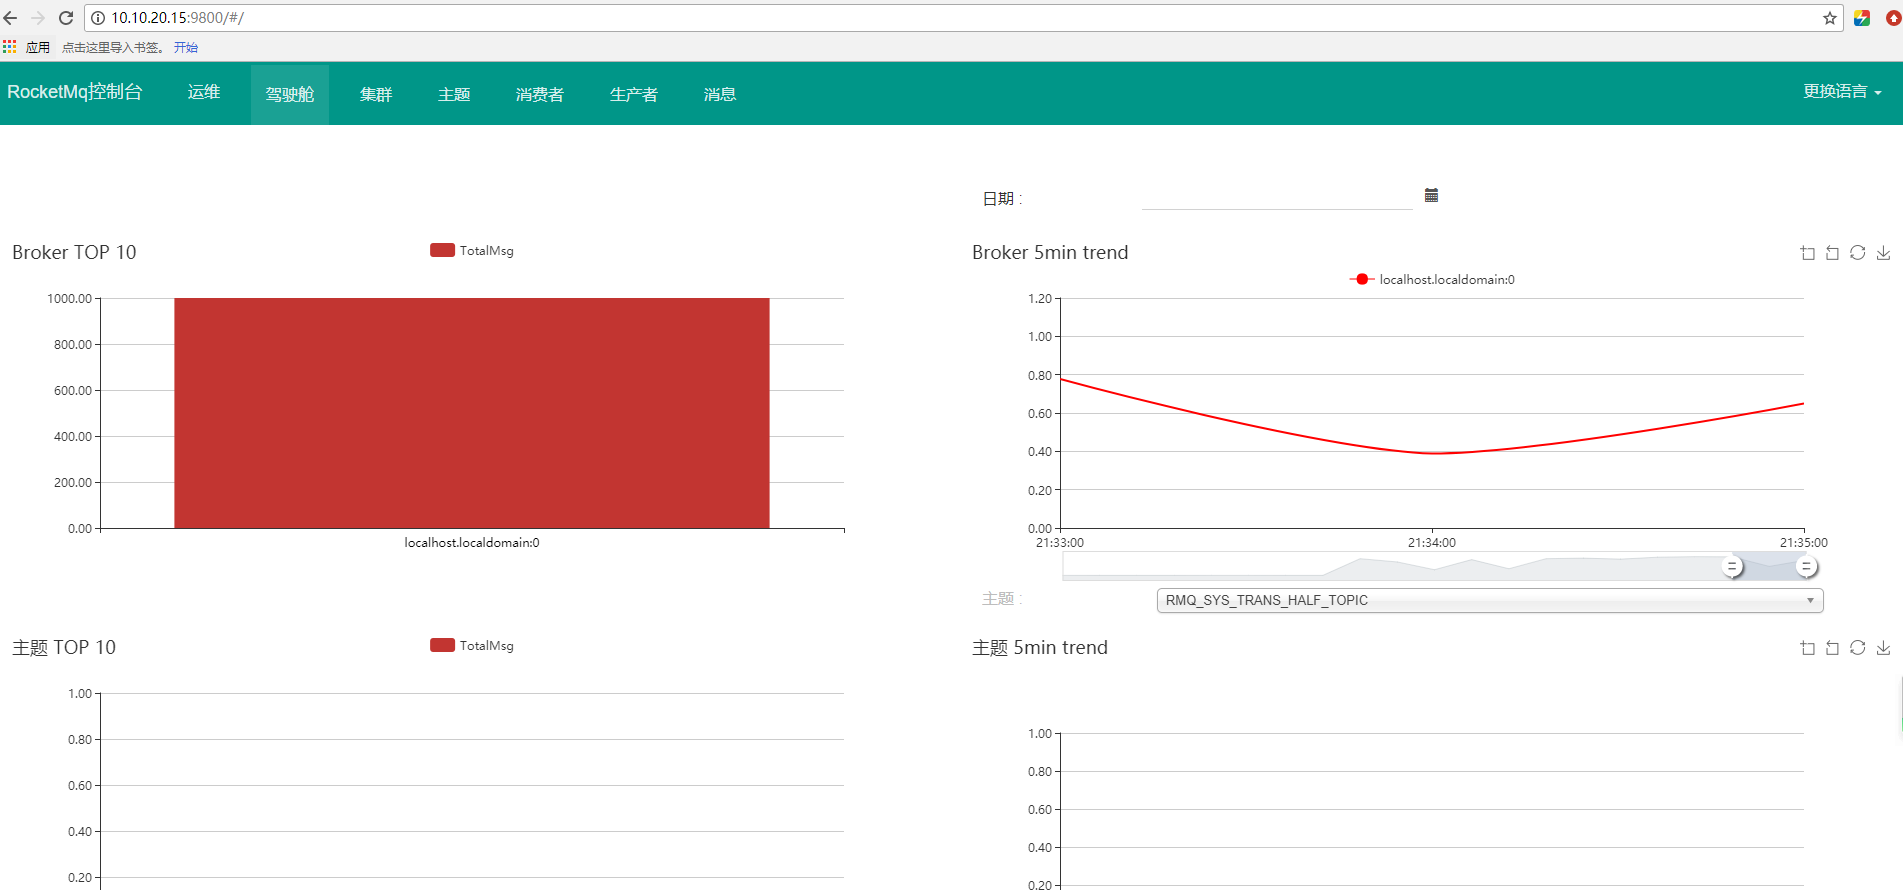 10.10.20.15:9800/#/
应用 点击这里导入书签。 开始
RocketMq控制台 运维 驾驶舱 集群 主题 消费者 生产者 消息 更换语言
日期 :
Broker TOP 10
TotalMsg
1000.00
800.00
600.00
400.00
200.00
0.00
localhost.localdomain:0
Broker 5min trend
localhost.localdomain:0
1.20
1.00
0.80
0.60
0.40
0.20
0.00
21:33:00 21:34:00 21:35:00
主题 :
RMQ_SYS_TRANS_HALF_TOPIC
主题 TOP 10
TotalMsg
1.00
0.80
0.60
0.40
0.20
主题 5min trend
1.00
0.80
0.60
0.40
0.20